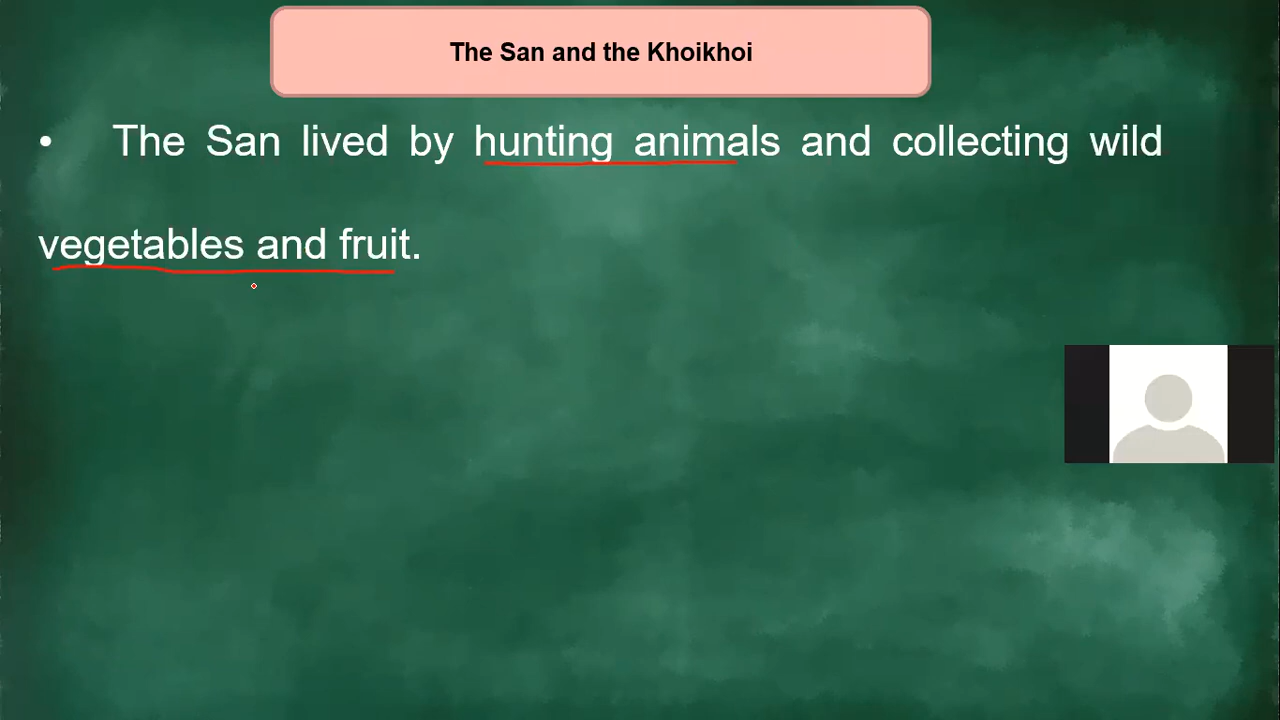 The San and the Khoikhoi
• The San lived by hunting animals and collecting wild
vegetables and fruit.